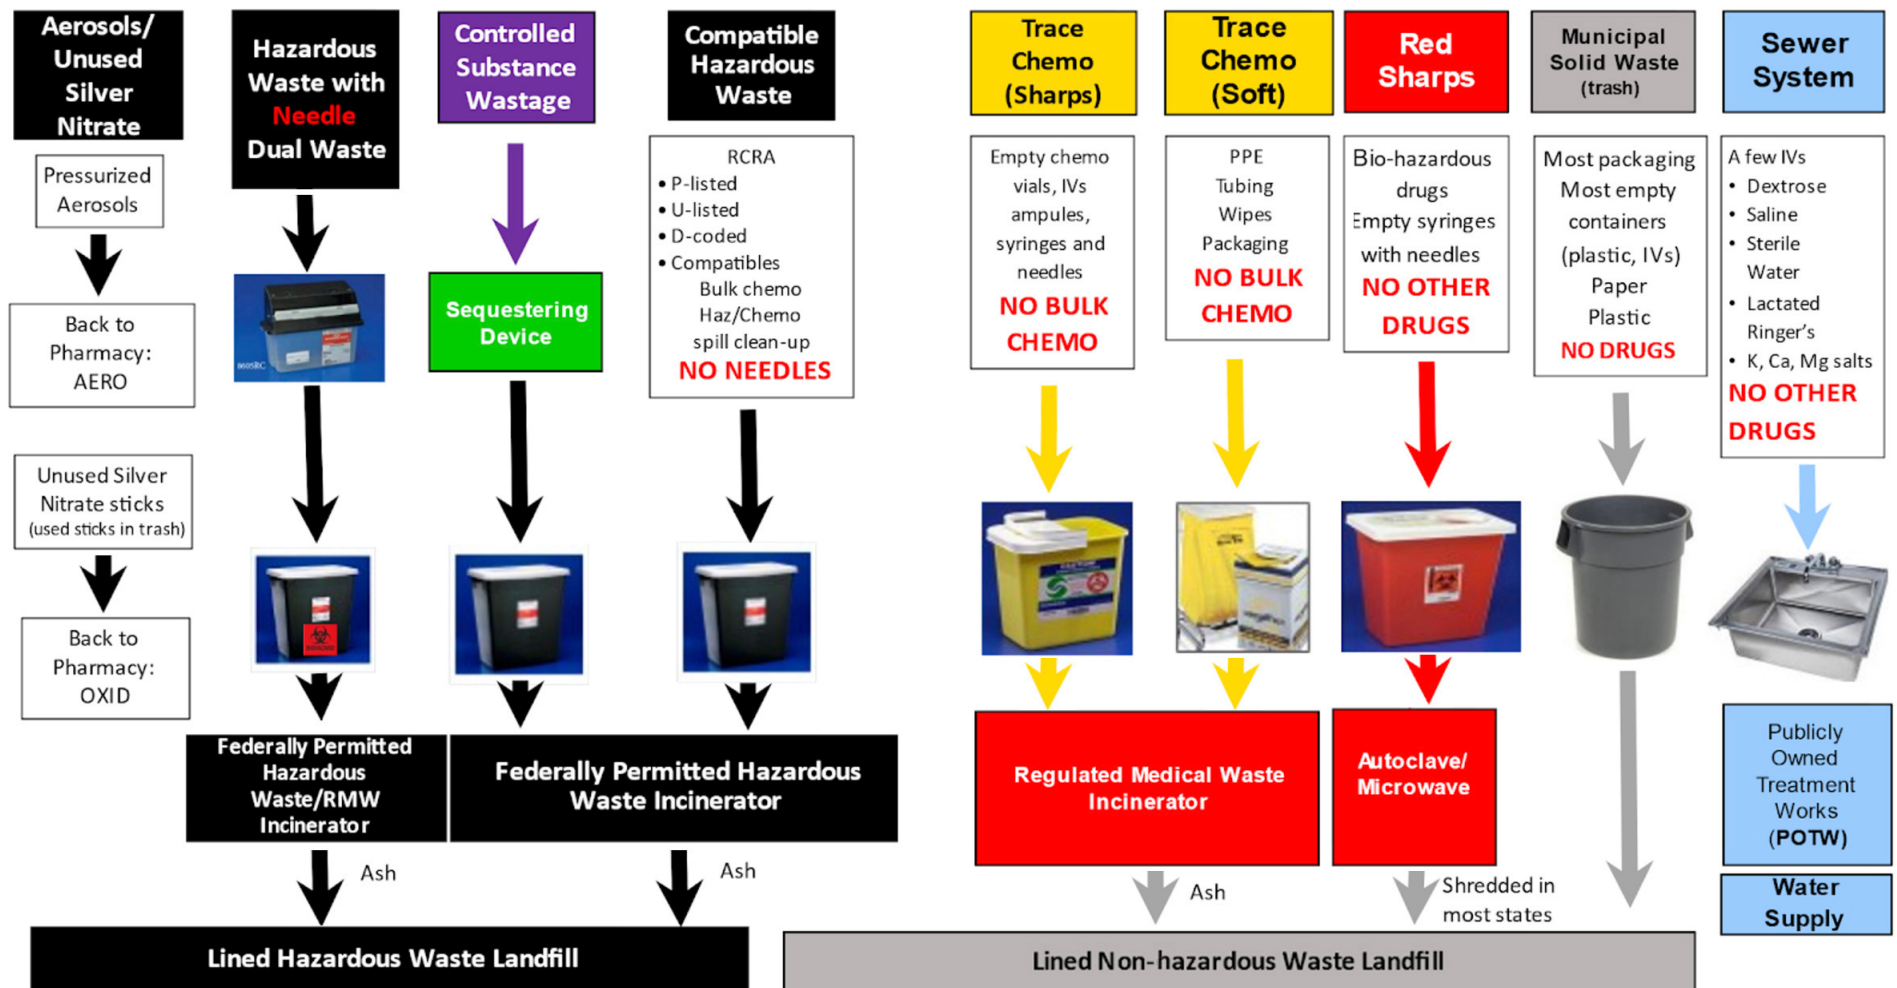 Aerosols/
Unused
Silver
Nitrate
Pressurized
Aerosols
Back to
Pharmacy:
AERO
Unused Silver
Nitrate sticks
(used sticks in trash)
Back to
Pharmacy:
OXID
Hazardous
Waste with
Needle
Dual Waste
8605RC
Federally Permitted
Hazardous
Waste/RMW
Incinerator
Ash
Controlled
Substance
Wastage
Sequestering
Device
Compatible
Hazardous
Waste
RCRA
• P-listed
• U-listed
• D-coded
• Compatibles
Bulk chemo
Haz/Chemo
spill clean-up
NO NEEDLES
Federally Permitted Hazardous
Waste Incinerator
Ash
Lined Hazardous Waste Landfill
Trace
Chemo
(Sharps)
Empty chemo
vials, IVs
ampules,
syringes and
needles
NO BULK
CHEMO
Trace
Chemo
(Soft)
PPE
Tubing
Wipes
Packaging
NO BULK
CHEMO
Regulated Medical Waste
Incinerator
Ash
Red
Sharps
Bio-hazardous
drugs
Empty syringes
with needles
NO OTHER
DRUGS
Autoclave/
Microwave
Shredded in
most states
Municipal
Solid Waste
(trash)
Most packaging
Most empty
containers
(plastic, IVs)
Paper
Plastic
NO DRUGS
Lined Non-hazardous Waste Landfill
Sewer
System
A few IVs
• Dextrose
• Saline
• Sterile
Water
• Lactated
Ringer's
• K, Ca, Mg salts
NO OTHER
DRUGS
Publicly
Owned
Treatment
Works
(POTW)
Water
Supply